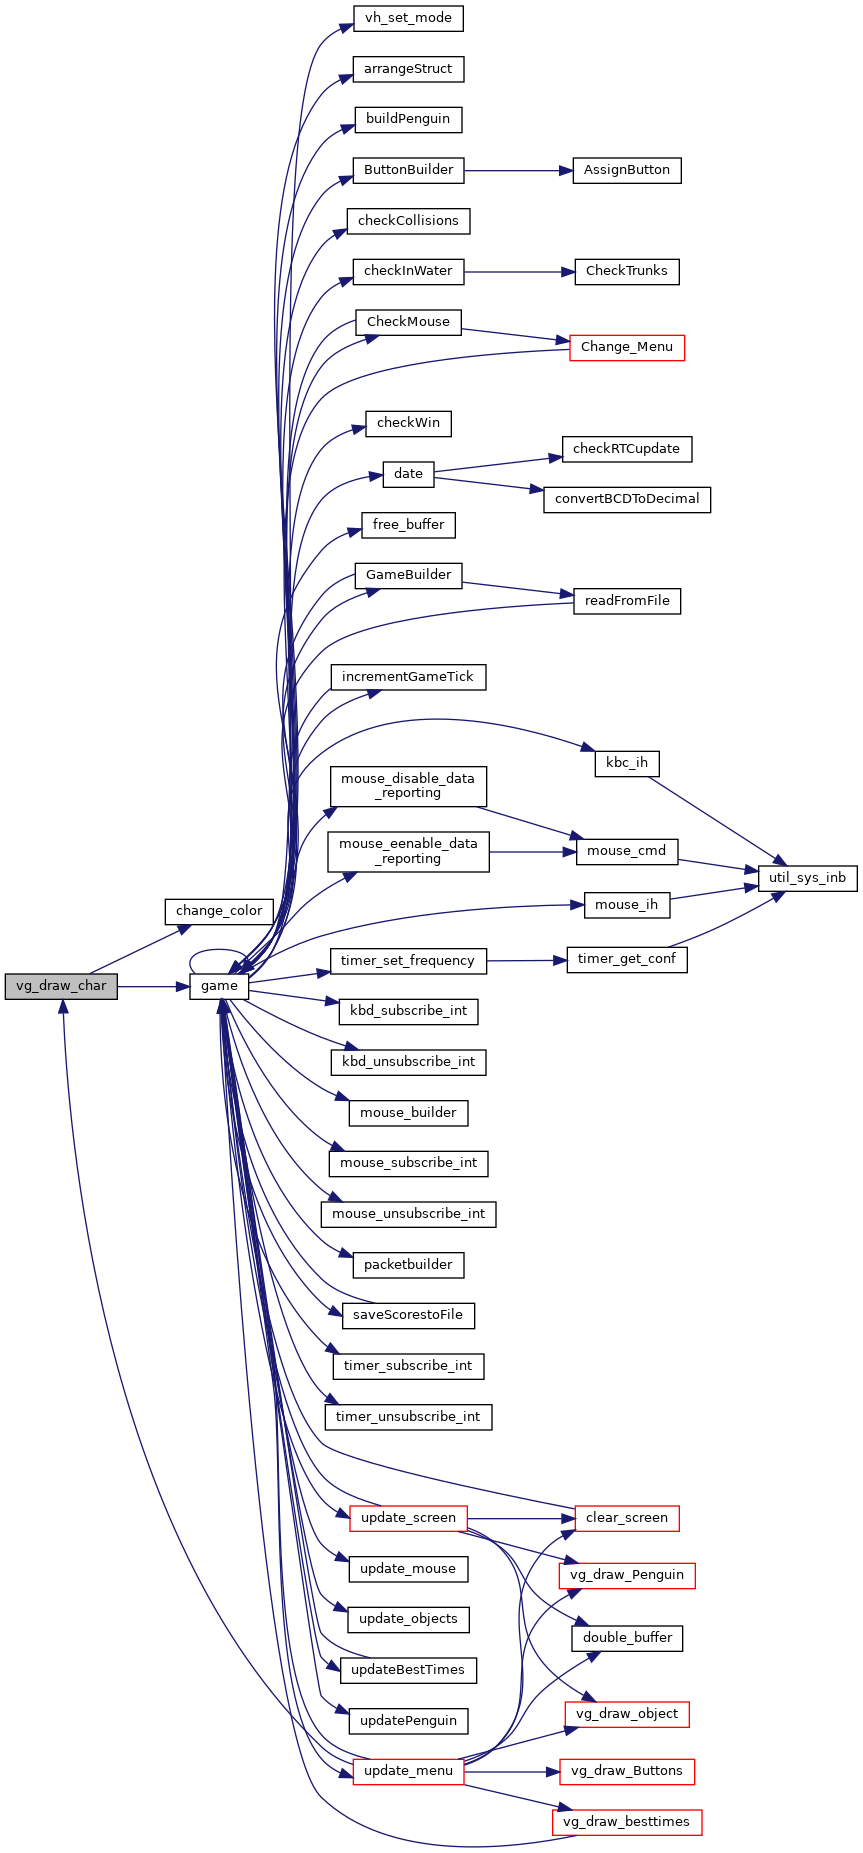 vh_set_mode
arrangeStruct
buildPenguin
ButtonBuilder
AssignButton
checkCollisions
checkInWater
CheckTrunks
CheckMouse
Change_Menu
checkWin
checkRTCupdate
date
convertBCDToDecimal
free_buffer
GameBuilder
readFromFile
incrementGameTick
kbc_ih
mouse_disable_data
_reporting
mouse_eenable_data
_reporting
mouse_cmd
util_sys_inb
change_color
mouse_ih
timer_set_frequency
timer_get_conf
vg_draw_char
game
kbd_subscribe_int
kbd_unsubscribe_int
mouse_builder
mouse_subscribe_int
mouse_unsubscribe_int
packetbuilder
saveScorestoFile
timer_subscribe_int
timer_unsubscribe_int
update_screen
clear_screen
update_mouse
vg_draw_Penguin
update_objects
double_buffer
updateBestTimes
updatePenguin
vg_draw_object
update_menu
vg_draw_Buttons
vg_draw_besttimes